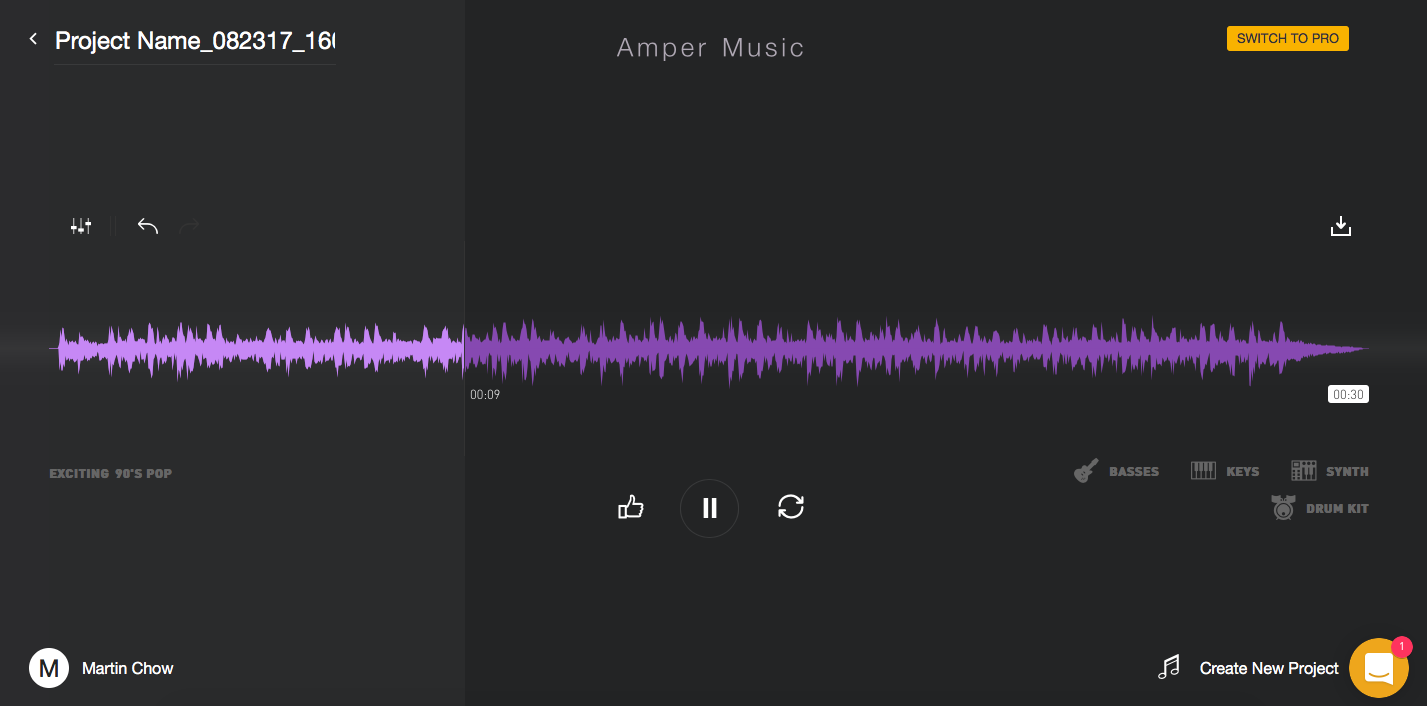 Project Name_082317_16
Amper Music
SWITCH TO PRO
00:09
00:30
EXCITING 90'S POP
BASSES
KEYS
SYNTH
DRUM KIT
M
Martin Chow
Create New Project
1